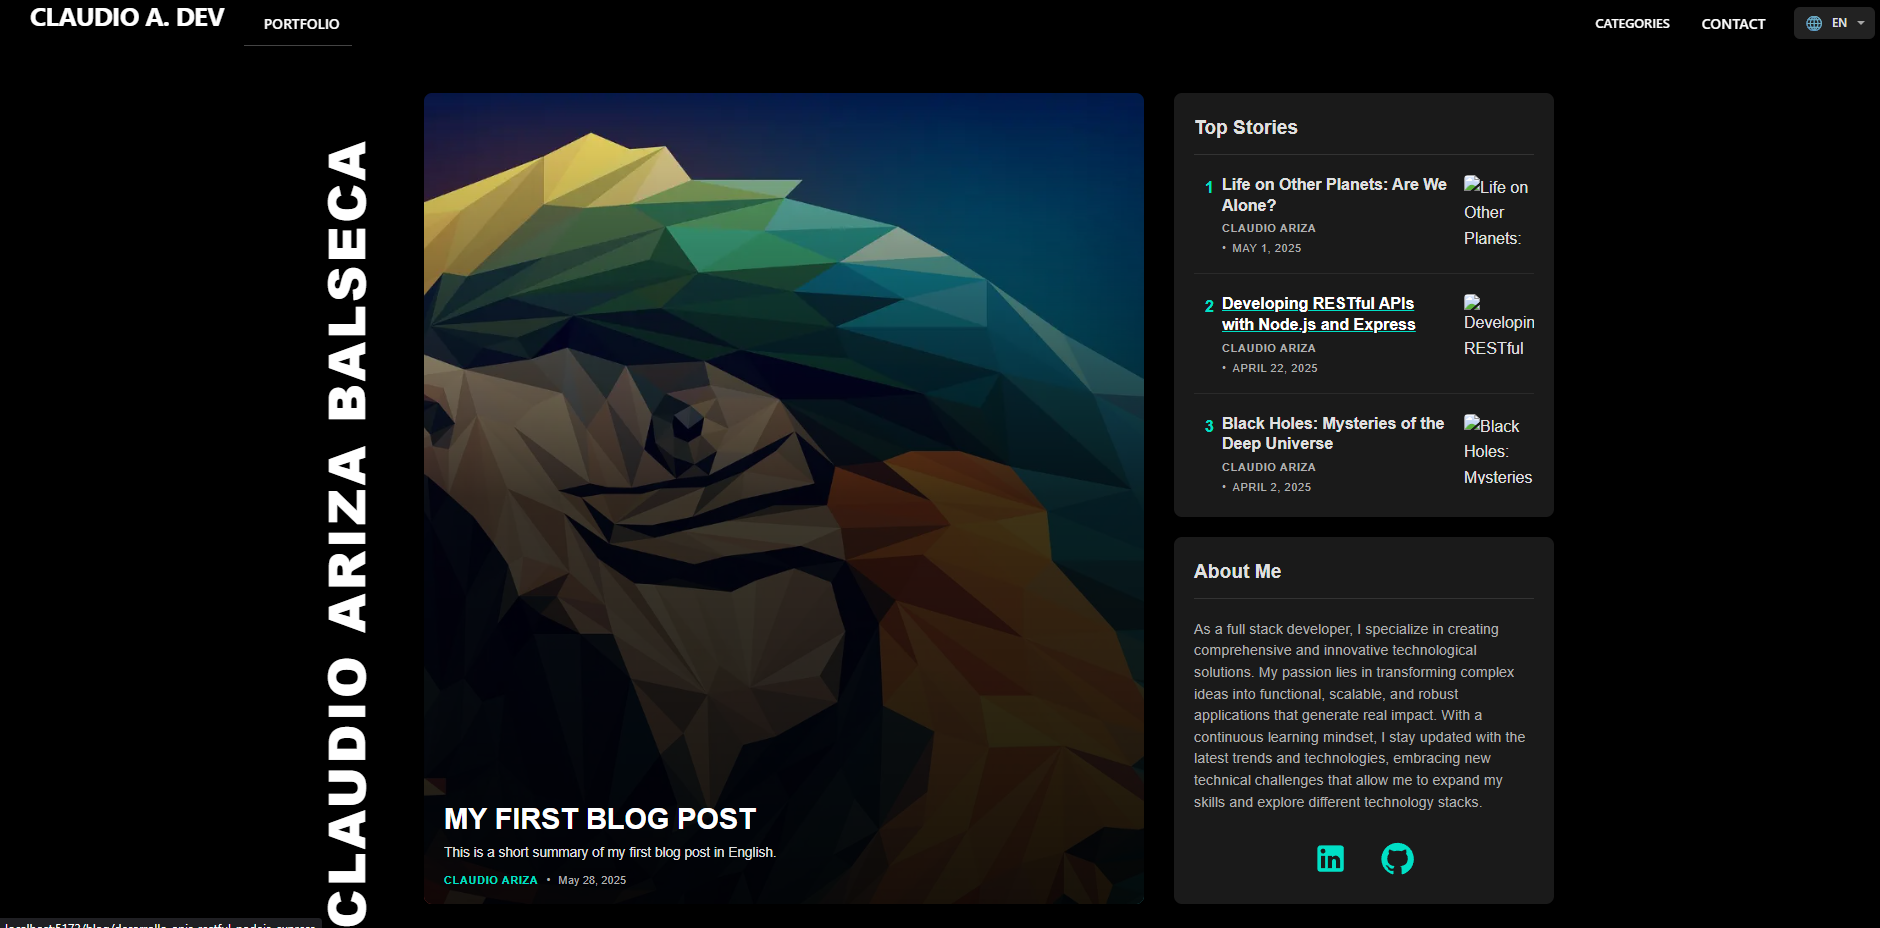 CLAUDIO A. DEV
PORTFOLIO
CATEGORIES
CONTACT
EN
CLAUDIO ARIZA BALSECA
MY FIRST BLOG POST
This is a short summary of my first blog post in English.
CLAUDIO ARIZA • May 28, 2025
Top Stories
1
Life on Other Planets: Are We
Alone?
CLAUDIO ARIZA
• MAY 1, 2025
Life on
Other
Planets:
2
Developing RESTful APIs
with Node.js and Express
CLAUDIO ARIZA
• APRIL 22, 2025
Developin
RESTful
3
Black Holes: Mysteries of the
Deep Universe
CLAUDIO ARIZA
• APRIL 2, 2025
Black
Holes:
Mysteries
About Me
As a full stack developer, I specialize in creating
comprehensive and innovative technological
solutions. My passion lies in transforming complex
ideas into functional, scalable, and robust
applications that generate real impact. With a
continuous learning mindset, I stay updated with the
latest trends and technologies, embracing new
technical challenges that allow me to expand my
skills and explore different technology stacks.
in